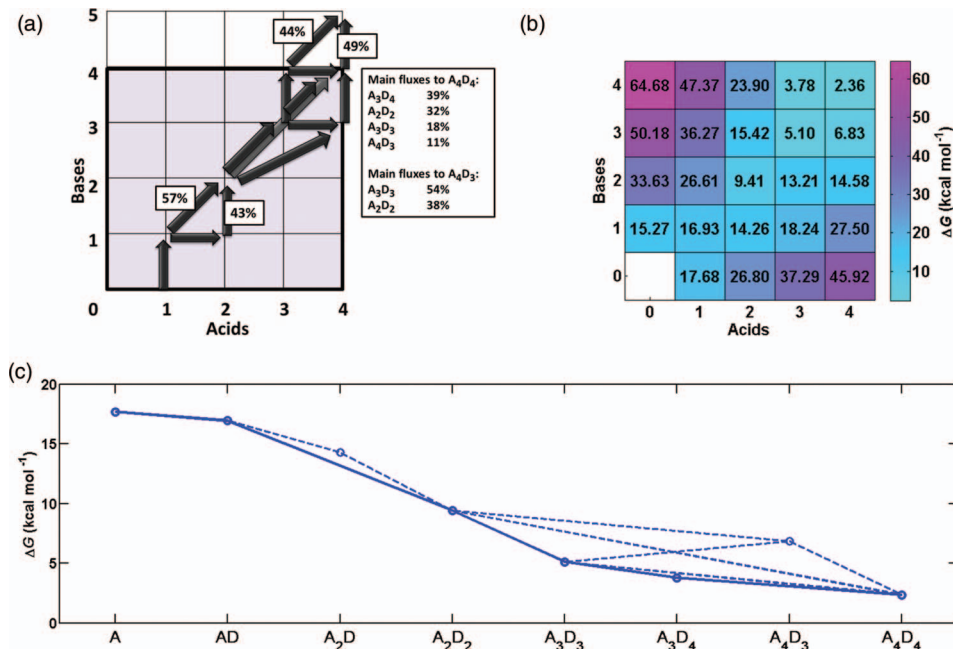 (a)
5
4
3
2
1
0
1
2
3
4
Bases
Acids
44%
49%
57%
43%
Main fluxes to A4D4:
A3D4 39%
A2D2 32%
A3D3 18%
A4D3 11%
Main fluxes to A4D3:
A3D3 54%
A2D2 38%
(b)
4 64.68 47.37 23.90 3.78 2.36
3 50.18 36.27 15.42 5.10 6.83
2 33.63 26.61 9.41 13.21 14.58
1 15.27 16.93 14.26 18.24 27.50
0 17.68 26.80 37.29 45.92
0 1 2 3 4
Bases
Acids
60
50
40
30
20
10
ΔG (kcal mol⁻¹)
(c)
20
15
10
5
0
ΔG (kcal mol⁻¹)
A AD A2D A2D2 A3D3 A3D4 A4D3 A4D4